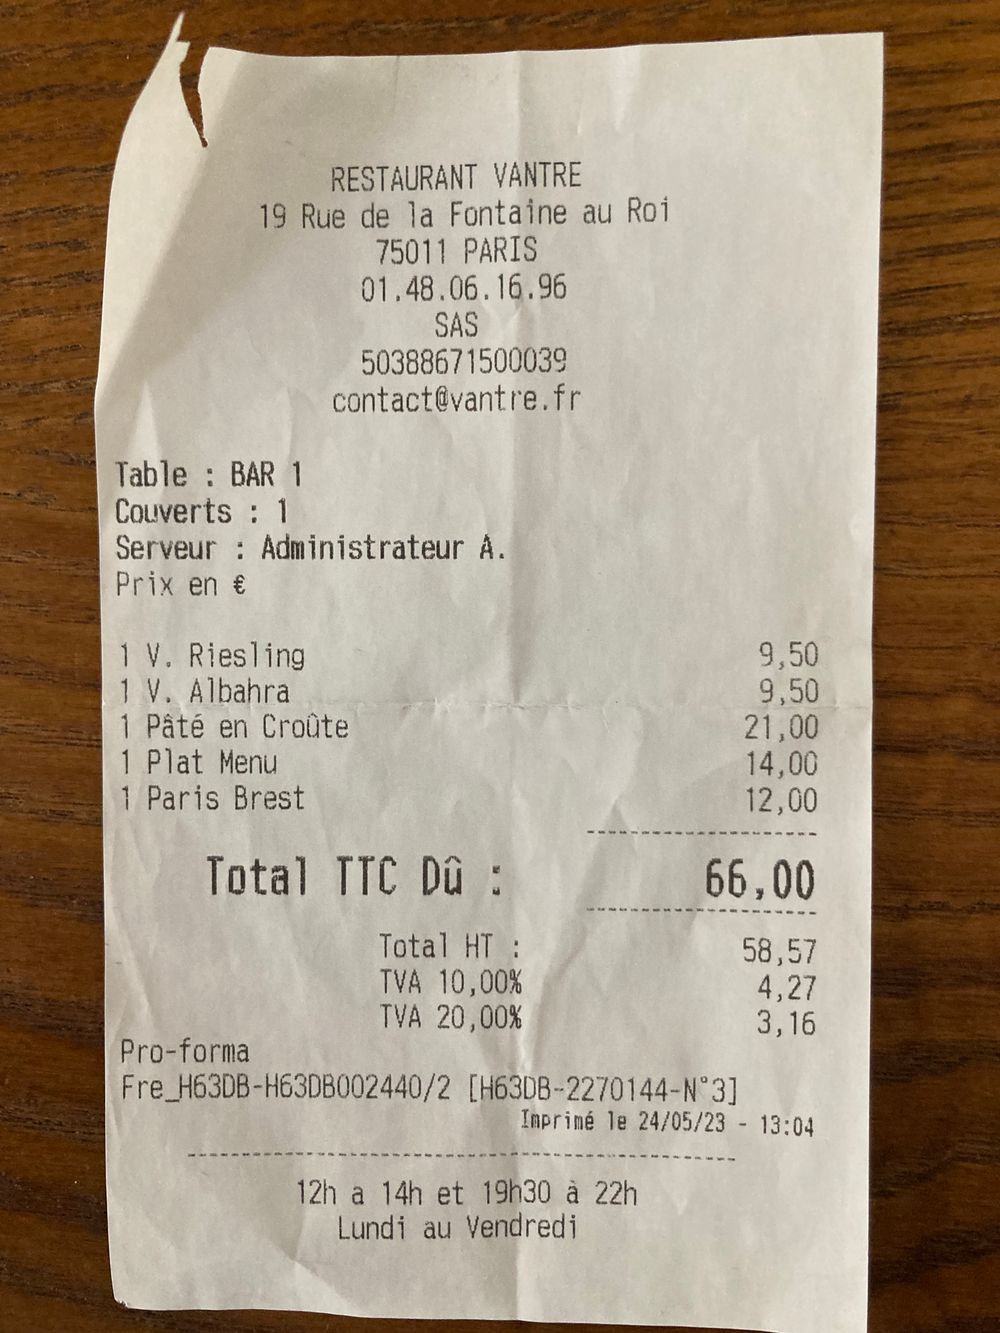 RESTAURANT VANTRE
19 Rue de la Fontaine au Roi
75011 PARIS
01.48.06.16.96
SAS
50388671500039
contact@vantre.fr
Table : BAR 1
Couverts : 1
Serveur : Administrateur A.
Prix en €
1 V. Riesling 9,50
1 V. Albahra 9,50
1 Pâté en Croûte 21,00
1 Plat Menu 14,00
1 Paris Brest 12,00
Total TTC Dû : 66,00
Total HT : 58,57
TVA 10,00% 4,27
TVA 20,00% 3,16
Pro-forma
Fre_H63DB-H63DB002440/2 [H63DB-2270144-N°3]
Imprimé le 24/05/23 - 13:04
12h a 14h et 19h30 à 22h
Lundi au Vendredi